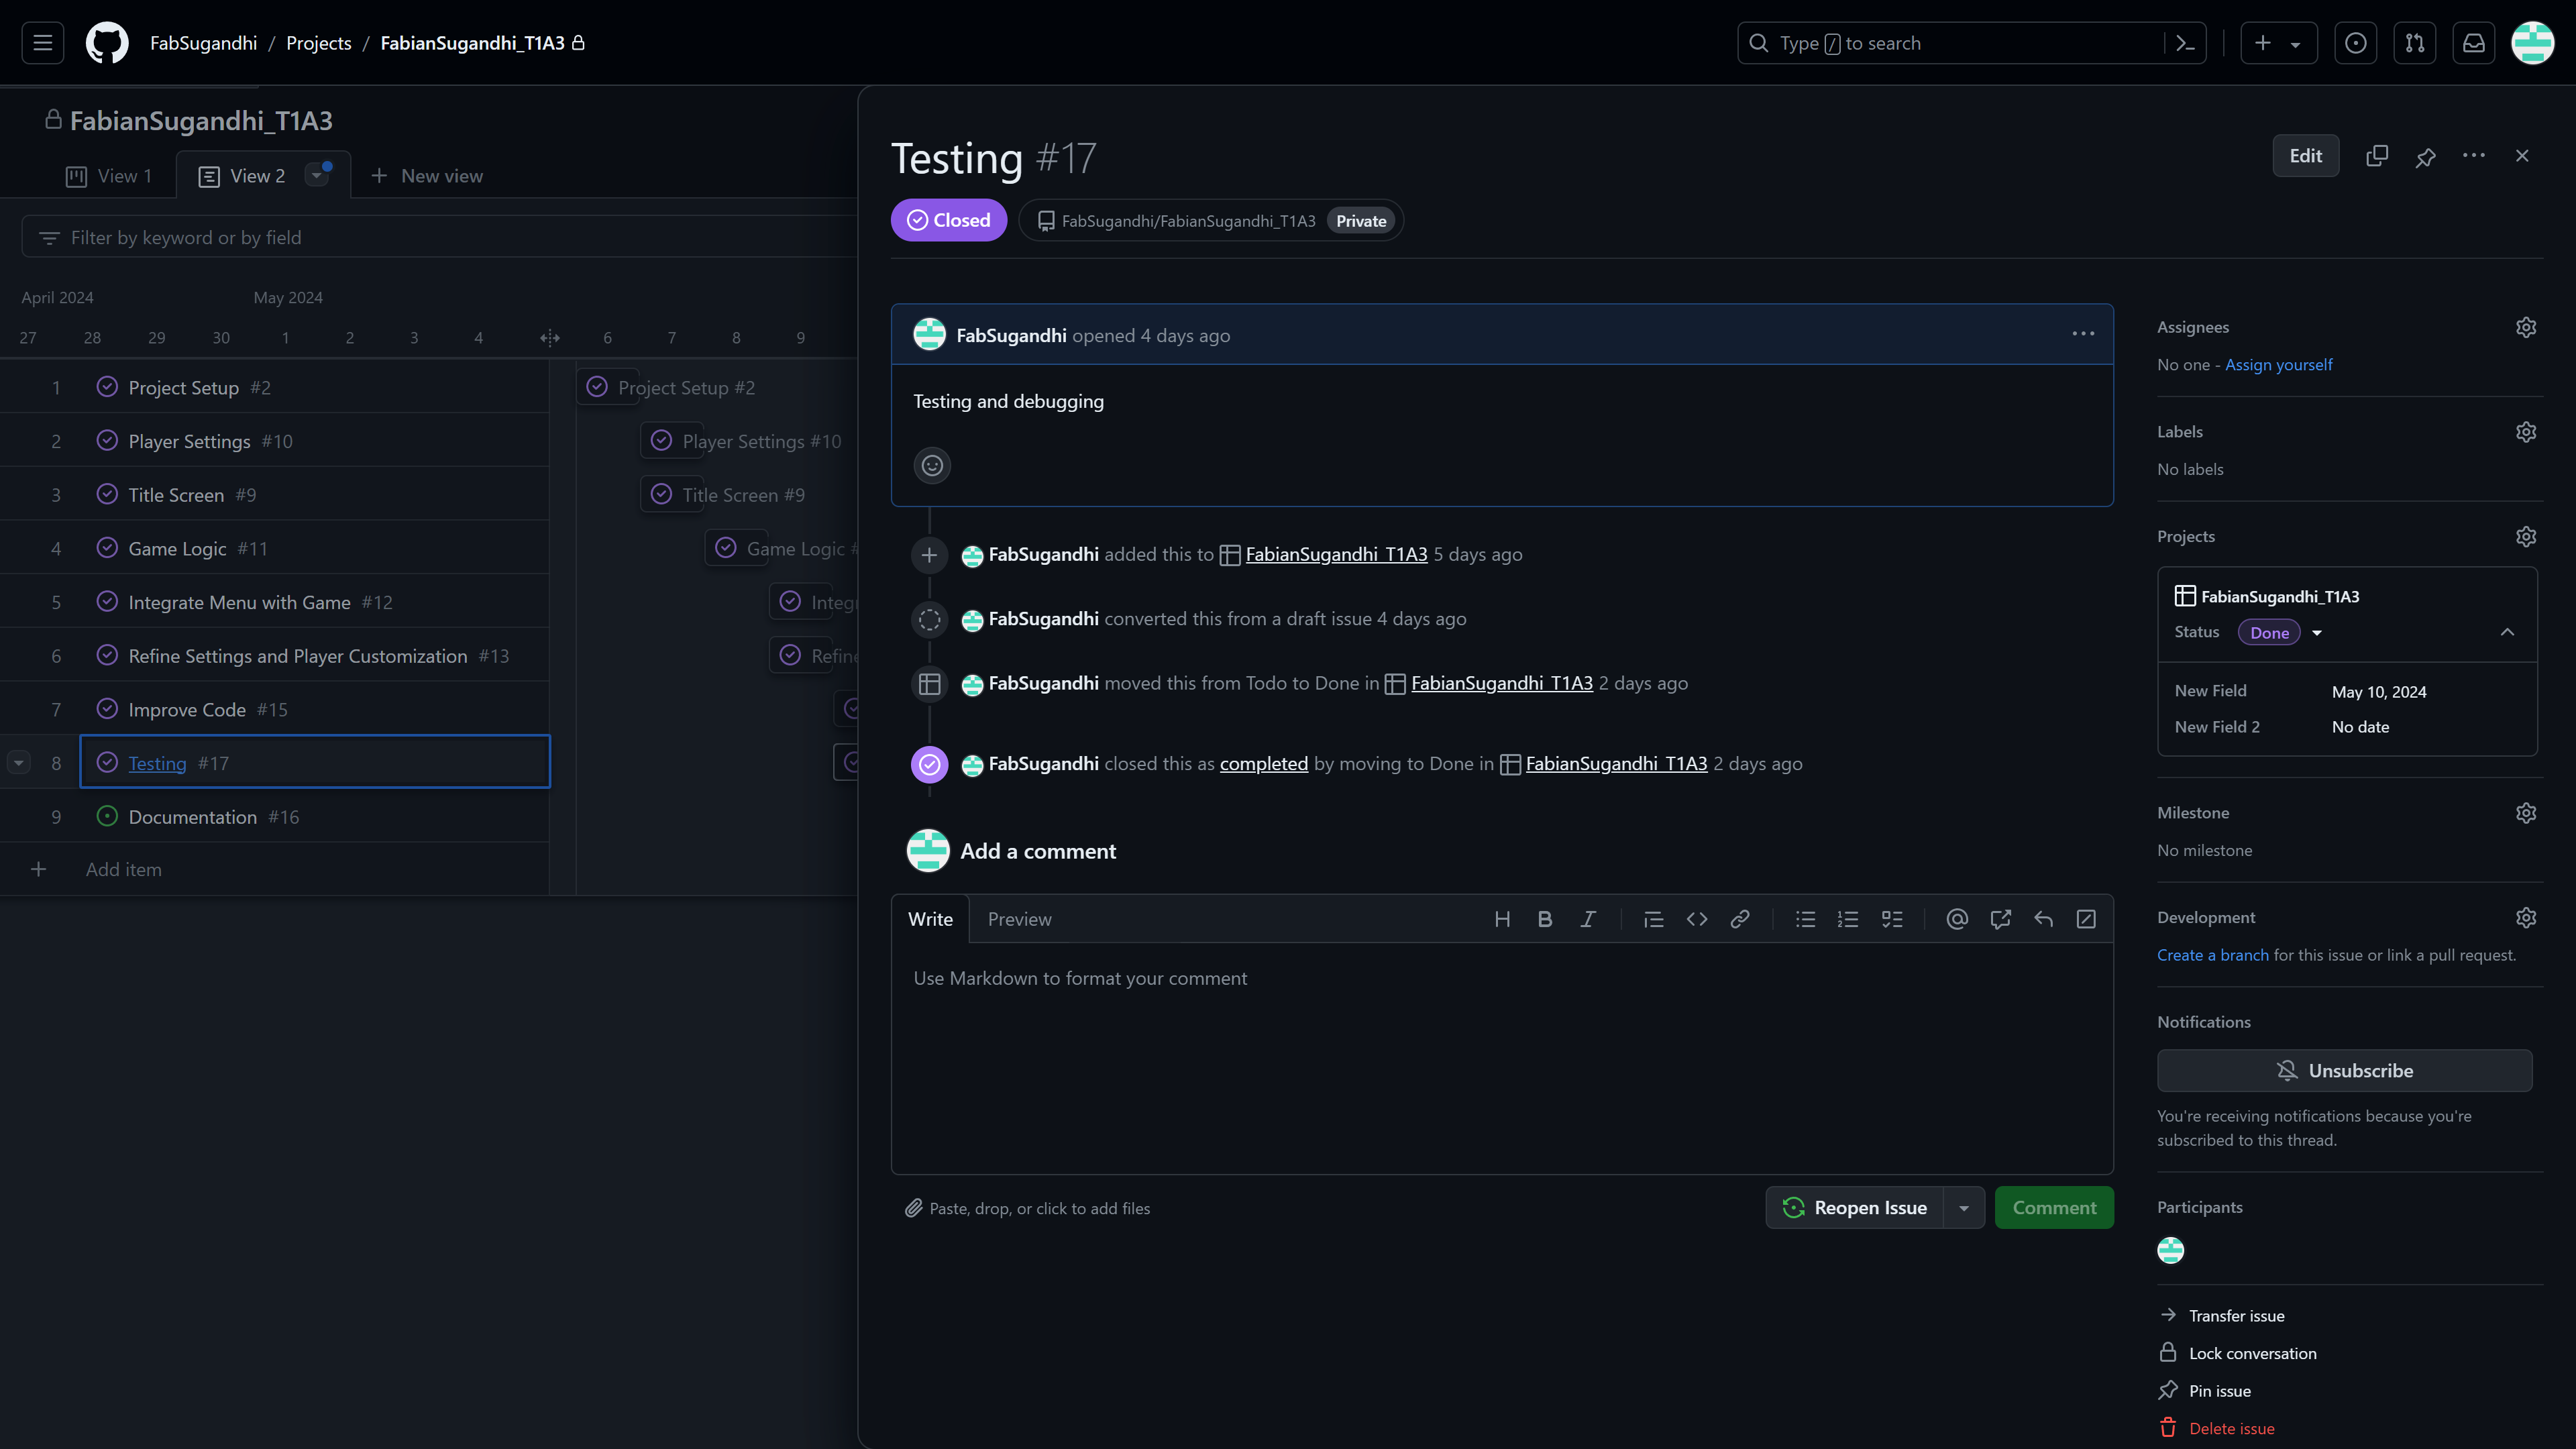 FabSugandhi / Projects / FabianSugandhi_T1A3
Type / to search
FabianSugandhi_T1A3
View 1
View 2
New view
Filter by keyword or by field
April 2024
May 2024
27 28 29 30 1 2 3 4 6 7 8 9
1 Project Setup #2
Project Setup #2
2 Player Settings #10
Player Settings #10
3 Title Screen #9
Title Screen #9
4 Game Logic #11
Game Logic #
5 Integrate Menu with Game #12
Integ
6 Refine Settings and Player Customization #13
Refine
7 Improve Code #15
8 Testing #17
9 Documentation #16
Add item
Testing #17
Edit
Closed
FabSugandhi/FabianSugandhi_T1A3 Private
FabSugandhi opened 4 days ago
Testing and debugging
FabSugandhi added this to FabianSugandhi_T1A3 5 days ago
FabSugandhi converted this from a draft issue 4 days ago
FabSugandhi moved this from Todo to Done in FabianSugandhi_T1A3 2 days ago
FabSugandhi closed this as completed by moving to Done in FabianSugandhi_T1A3 2 days ago
Add a comment
Write
Preview
Use Markdown to format your comment
Paste, drop, or click to add files
Reopen Issue
Comment
Assignees
No one - Assign yourself
Labels
No labels
Projects
FabianSugandhi_T1A3
Status Done
New Field May 10, 2024
New Field 2 No date
Milestone
No milestone
Development
Create a branch for this issue or link a pull request.
Notifications
Unsubscribe
You're receiving notifications because you're
subscribed to this thread.
Participants
Transfer issue
Lock conversation
Pin issue
Delete issue